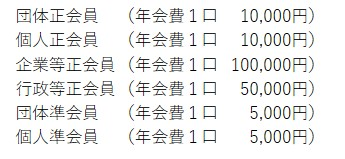 団体正会員 （年会費１口 10,000円）
個人正会員 （年会費１口 10,000円）
企業等正会員 （年会費１口 100,000円）
行政等正会員 （年会費１口 50,000円）
団体準会員 （年会費１口 5,000円）
個人準会員 （年会費１口 5,000円）